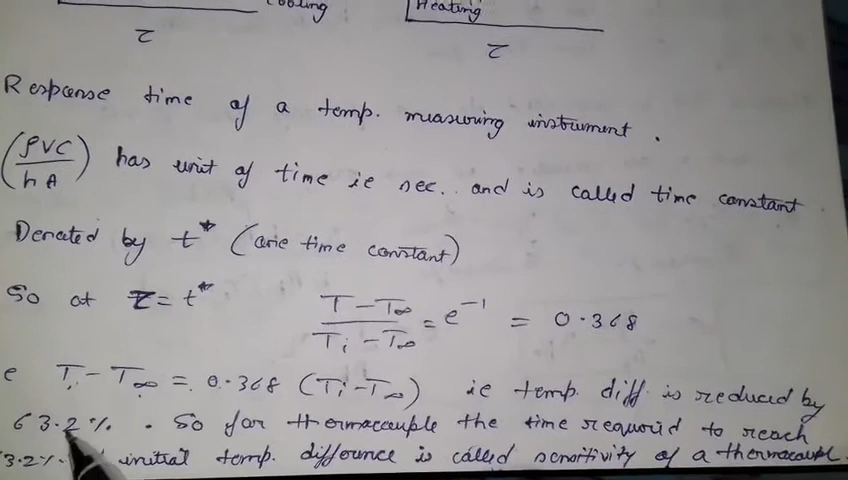 Cooling Heating
τ τ
Response time of a temp. measuring instrument.
(ρVC / hA) has unit of time ie sec.. and is called time constant
Denoted by t* (one time constant)
So at τ = t* (T - T∞) / (Ti - T∞) = e^-1 = 0.368
e T - T∞ = 0.368 (Ti - T∞) ie temp. diff. is reduced by
63.2% . So for thermocouple the time required to reach
63.2% initial temp. difference is called sensitivity of a thermocouple.